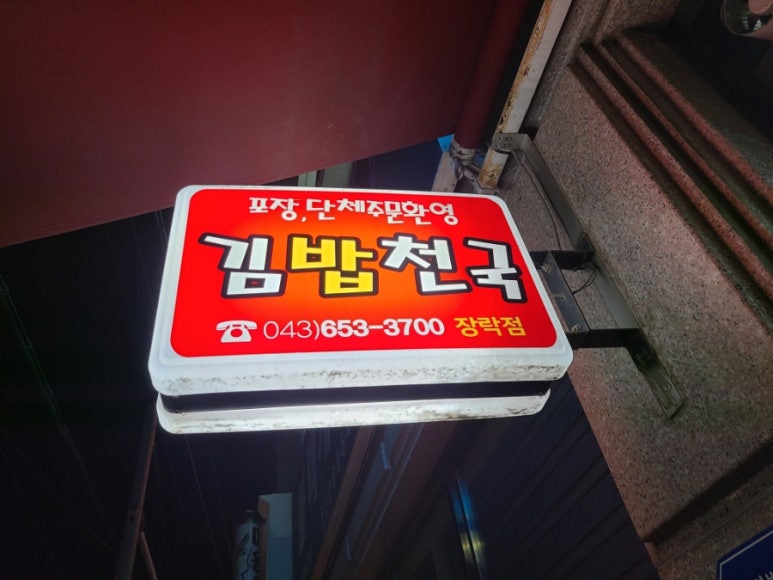 포장, 단체주문환영
김밥천국
☎ 043)653-3700 장락점